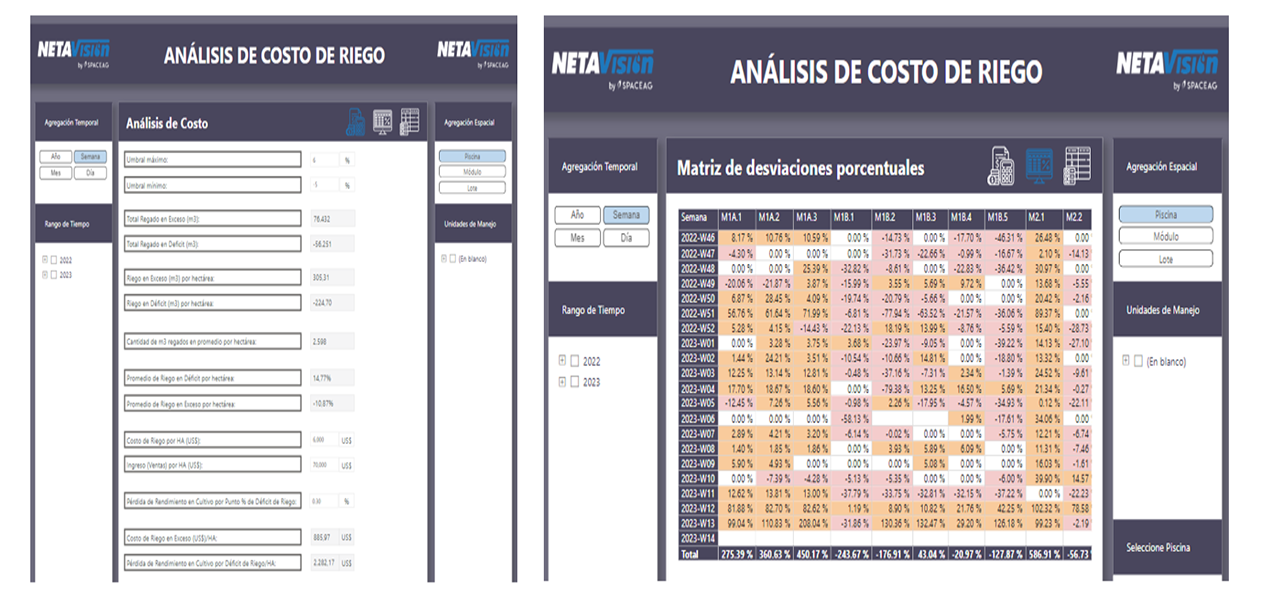 NETAVisión
by SPACEAG
ANÁLISIS DE COSTO DE RIEGO
NETAVisión
by SPACEAG
Agregación Temporal
Año Semana
Mes Día
Rango de Tiempo
2022
2023
Análisis de Costo
Umbral máximo: 6 %
Umbral mínimo: -5 %
Total Regado en Exceso (m3): 76.432
Total Regado en Deficit (m3): -56.251
Riego en Exceso (m3) por hectárea: 305,31
Riego en Déficit (m3) por hectárea: -224,70
Cantidad de m3 regados en promedio por hectárea: 2.598
Promedio de Riego en Déficit por hectárea: 14,77%
Promedio de Riego en Exceso por hectárea: -10,87%
Costo de Riego por HA (US$): 6.000 US$
Ingreso (Ventas) por HA (US$): 70.000 US$
Pérdida de Rendimiento en Cultivo por Punto % de Déficit de Riego: 0.30 %
Costo de Riego en Exceso (US$)/HA: 885,97 US$
Pérdida de Rendimiento en Cultivo por Déficit de Riego/HA: 2.282,17 US$
Agregación Espacial
Piscina
Módulo
Lote
Unidades de Manejo
(En blanco)
NETAVisión
by SPACEAG
ANÁLISIS DE COSTO DE RIEGO
NETAVisión
by SPACEAG
Agregación Temporal
Año Semana
Mes Día
Rango de Tiempo
2022
2023
Matriz de desviaciones porcentuales
Semana M1A.1 M1A.2 M1A.3 M1B.1 M1B.2 M1B.3 M1B.4 M1B.5 M2.1 M2.2
2022-W46 8.17 % 10.76 % 10.59 % 0.00 % -14.73 % 0.00 % -17.70 % -46.31 % 26.48 % 0.00
2022-W47 -4.30 % 0.00 % 0.00 % 0.00 % -31.73 % -22.66 % -0.99 % -16.67 % 2.10 % -14.13
2022-W48 0.00 % 0.00 % 25.39 % -32.82 % -8.61 % 0.00 % -22.83 % -36.42 % 30.97 % 0.00
2022-W49 -20.06 % -21.87 % 3.87 % -15.99 % 3.55 % 5.69 % 9.72 % 0.00 % 13.68 % -5.55
2022-W50 6.87 % 28.45 % 4.09 % -19.74 % -20.79 % -5.66 % 0.00 % 0.00 % 20.42 % -2.16
2022-W51 56.76 % 61.64 % 71.99 % -6.81 % -77.94 % -63.52 % -21.57 % -36.06 % 89.37 % 0.00
2022-W52 5.28 % 4.15 % -14.43 % -22.13 % 18.19 % 13.99 % -8.76 % -5.59 % 15.40 % -28.73
2023-W01 0.00 % 3.28 % 3.75 % 3.68 % -23.97 % -9.05 % 0.00 % -39.22 % 14.13 % -27.10
2023-W02 1.44 % 24.21 % 3.51 % -10.54 % -10.66 % 14.81 % 0.00 % -18.80 % 13.32 % 0.00
2023-W03 12.25 % 13.14 % 12.81 % -0.48 % -37.16 % -7.31 % 2.34 % -1.39 % 24.52 % -9.61
2023-W04 17.70 % 18.67 % 18.60 % 0.00 % -79.38 % 13.25 % 16.50 % 5.69 % 21.34 % -0.27
2023-W05 -12.45 % 7.26 % 5.56 % -0.98 % 2.26 % -17.95 % -4.57 % -34.93 % 0.12 % -22.11
2023-W06 0.00 % 0.00 % 0.00 % -58.13 % 1.99 % -17.61 % 34.06 % 0.00
2023-W07 2.89 % 4.21 % 3.20 % -6.14 % -0.02 % 0.00 % 0.00 % -5.75 % 12.21 % -6.74
2023-W08 1.40 % 1.85 % 1.86 % 0.00 % 3.93 % 5.89 % 6.09 % 0.00 % 11.31 % -7.46
2023-W09 5.90 % 4.93 % 0.00 % 0.00 % 0.00 % 5.08 % 0.00 % 0.00 % 16.03 % -1.61
2023-W10 0.00 % -7.39 % -4.28 % -5.13 % -5.35 % 0.00 % 0.00 % -6.00 % 39.90 % 14.57
2023-W11 12.62 % 13.81 % 13.00 % -37.79 % -33.75 % -32.81 % -32.15 % -37.22 % 0.00 % -22.23
2023-W12 81.88 % 82.70 % 82.62 % 1.19 % 8.90 % 10.82 % 21.76 % 42.25 % 102.32 % 78.58
2023-W13 99.04 % 110.83 % 208.04 % -31.86 % 130.36 % 132.47 % 29.20 % 126.18 % 99.23 % -2.19
2023-W14
Total 275.39 % 360.63 % 450.17 % -243.67 % -176.91 % 43.04 % -20.97 % -127.87 % 586.91 % -56.73
Agregación Espacial
Piscina
Módulo
Lote
Unidades de Manejo
(En blanco)
Seleccione Piscina